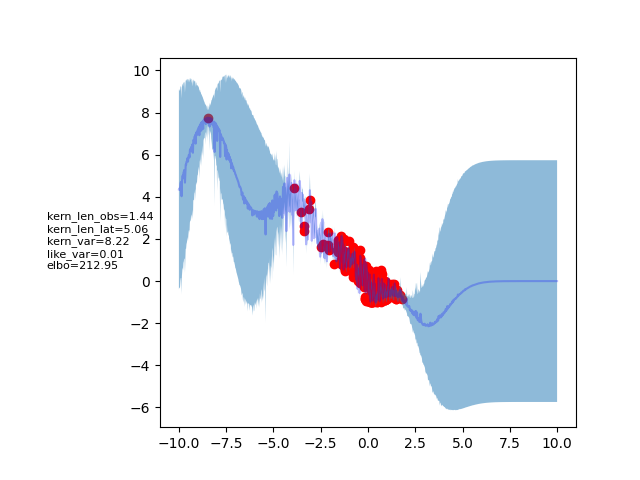 10
8
6
4
2
0
−2
−4
−6
kern_len_obs=1.44
kern_len_lat=5.06
kern_var=8.22
like_var=0.01
elbo=212.95
−10.0 −7.5 −5.0 −2.5 0.0 2.5 5.0 7.5 10.0